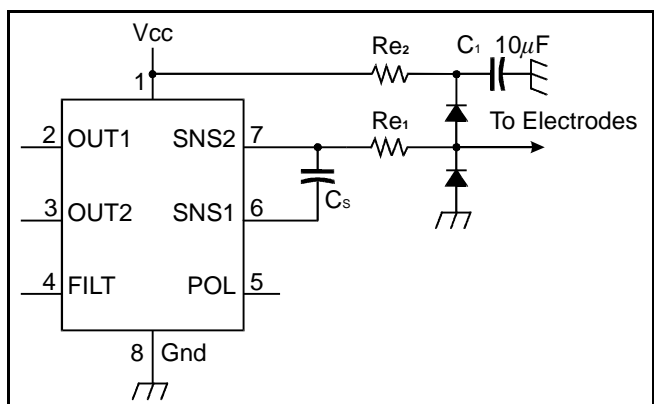 Vcc
Re₂
C₁ 10μF
1
2 OUT1 SNS2 7
Re₁
To Electrodes
3 OUT2 SNS1 6
Cs
4 FILT POL 5
8 Gnd